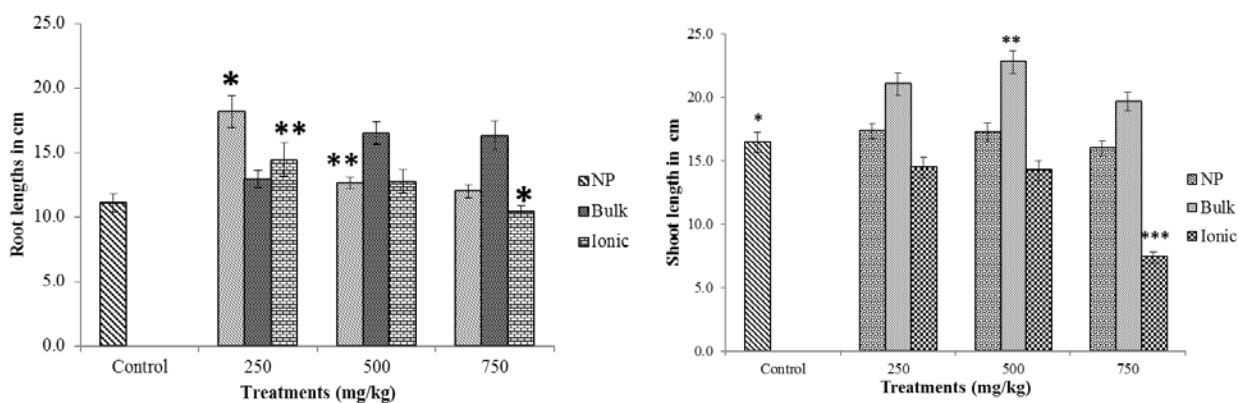 Root lengths in cm
25.0
20.0
15.0
10.0
5.0
0.0
*
**
**
*
Control 250 500 750
Treatments (mg/kg)
NP
Bulk
Ionic
Shoot length in cm
25.0
20.0
15.0
10.0
5.0
0.0
*
**
***
Control 250 500 750
Treatments (mg/kg)
NP
Bulk
Ionic